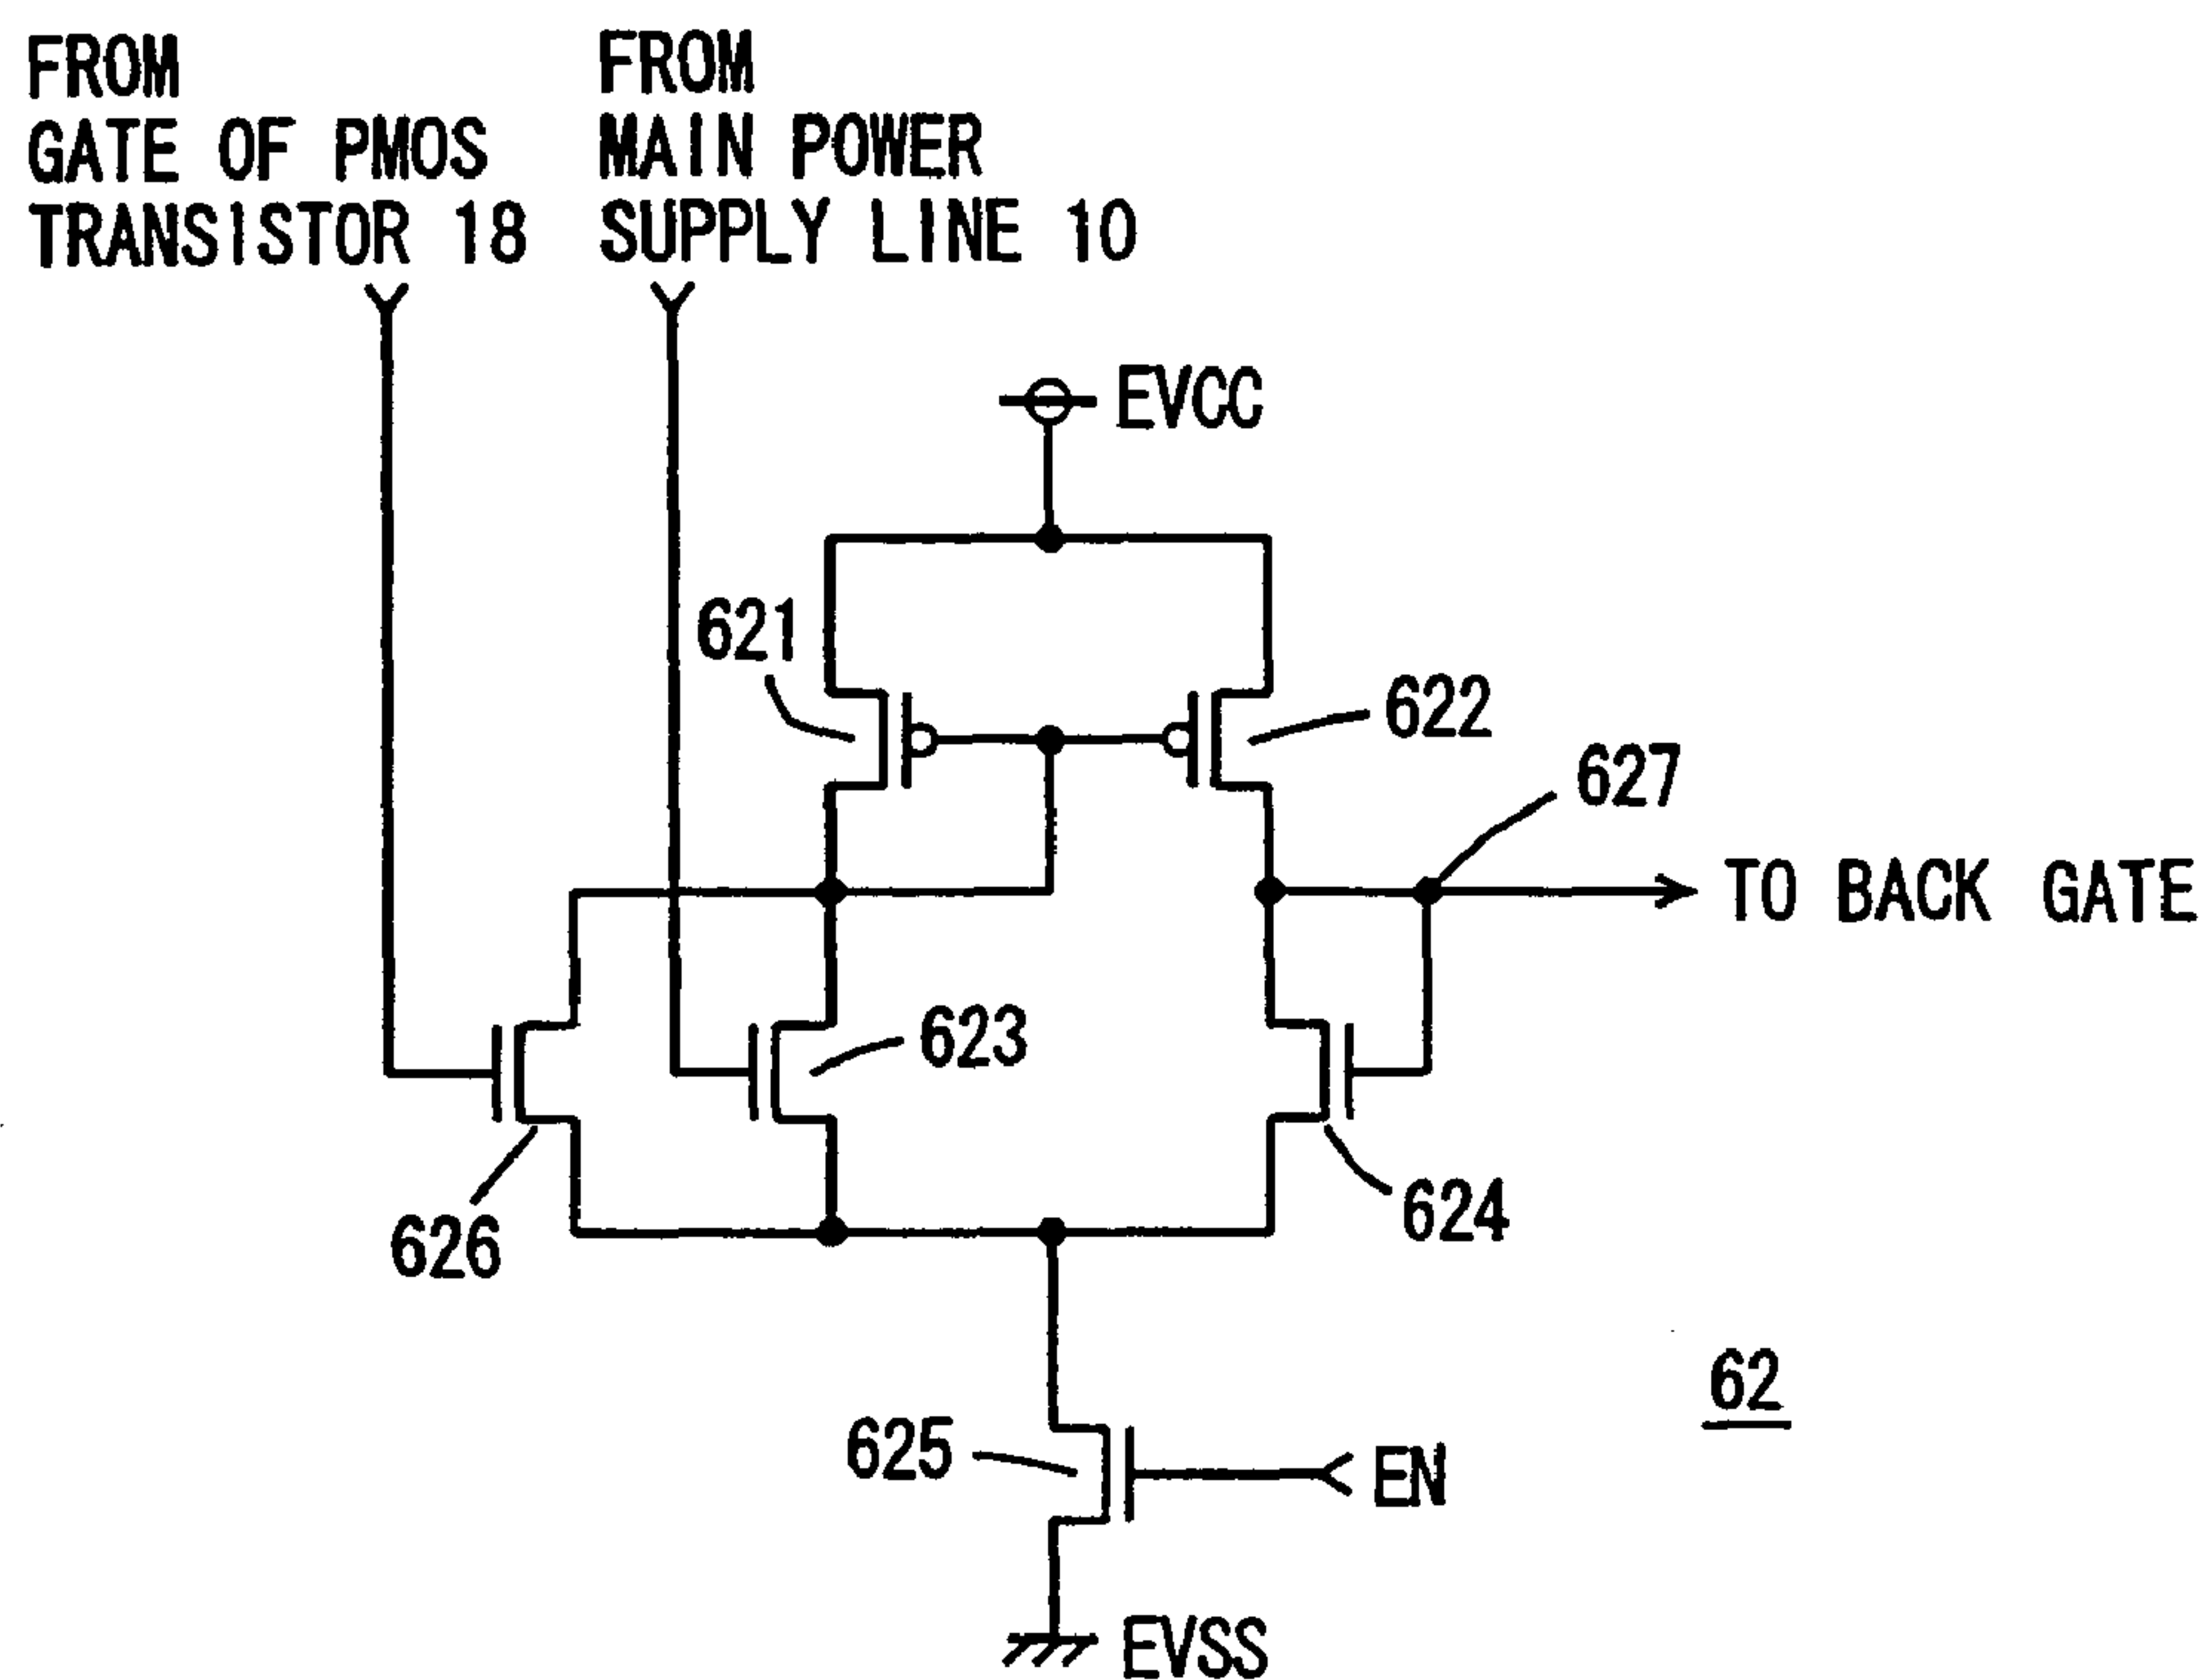 FROM
GATE OF PMOS
TRANSISTOR 18
FROM
MAIN POWER
SUPPLY LINE 10
EVCC
621
622
627
TO BACK GATE
623
626
624
62
625
EN
EVSS